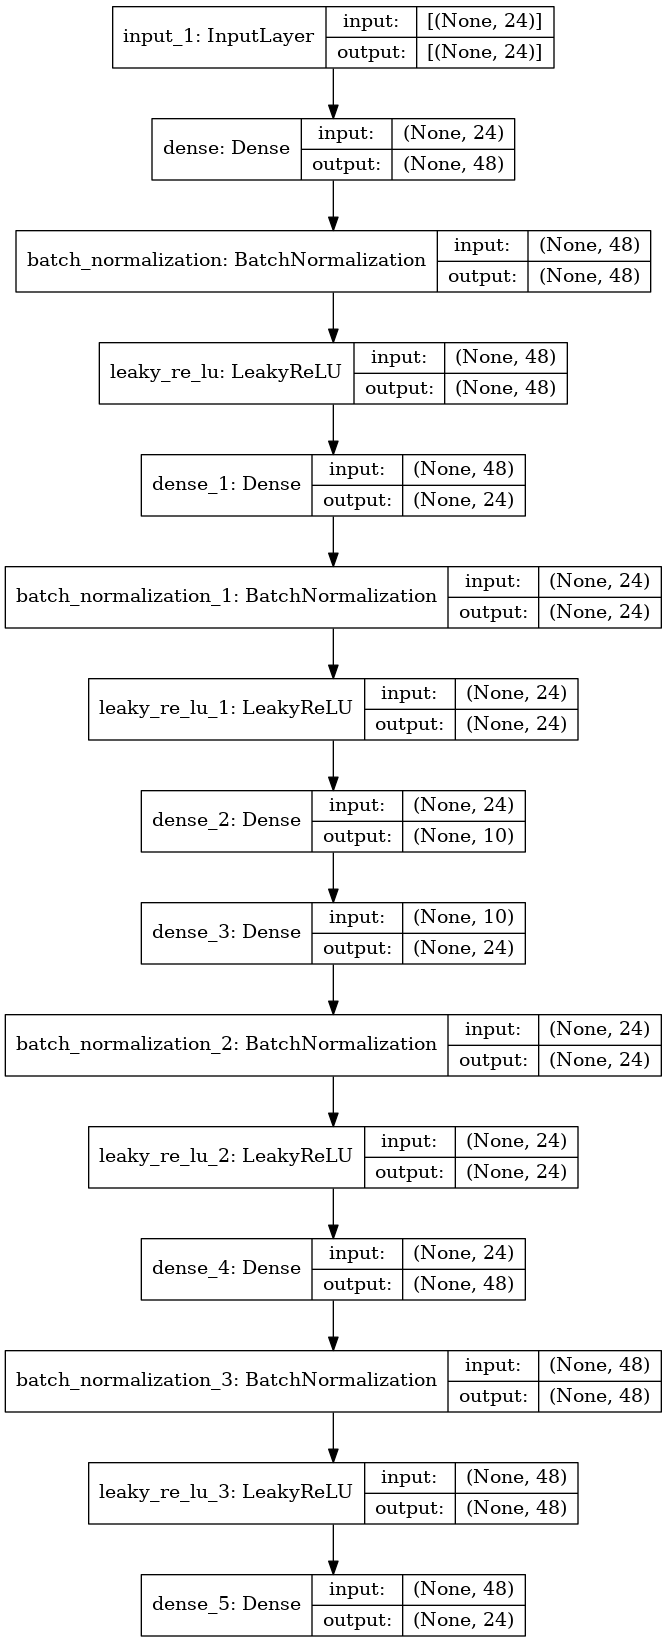 input_1: InputLayer input: [(None, 24)]
output: [(None, 24)]
dense: Dense input: (None, 24)
output: (None, 48)
batch_normalization: BatchNormalization input: (None, 48)
output: (None, 48)
leaky_re_lu: LeakyReLU input: (None, 48)
output: (None, 48)
dense_1: Dense input: (None, 48)
output: (None, 24)
batch_normalization_1: BatchNormalization input: (None, 24)
output: (None, 24)
leaky_re_lu_1: LeakyReLU input: (None, 24)
output: (None, 24)
dense_2: Dense input: (None, 24)
output: (None, 10)
dense_3: Dense input: (None, 10)
output: (None, 24)
batch_normalization_2: BatchNormalization input: (None, 24)
output: (None, 24)
leaky_re_lu_2: LeakyReLU input: (None, 24)
output: (None, 24)
dense_4: Dense input: (None, 24)
output: (None, 48)
batch_normalization_3: BatchNormalization input: (None, 48)
output: (None, 48)
leaky_re_lu_3: LeakyReLU input: (None, 48)
output: (None, 48)
dense_5: Dense input: (None, 48)
output: (None, 24)